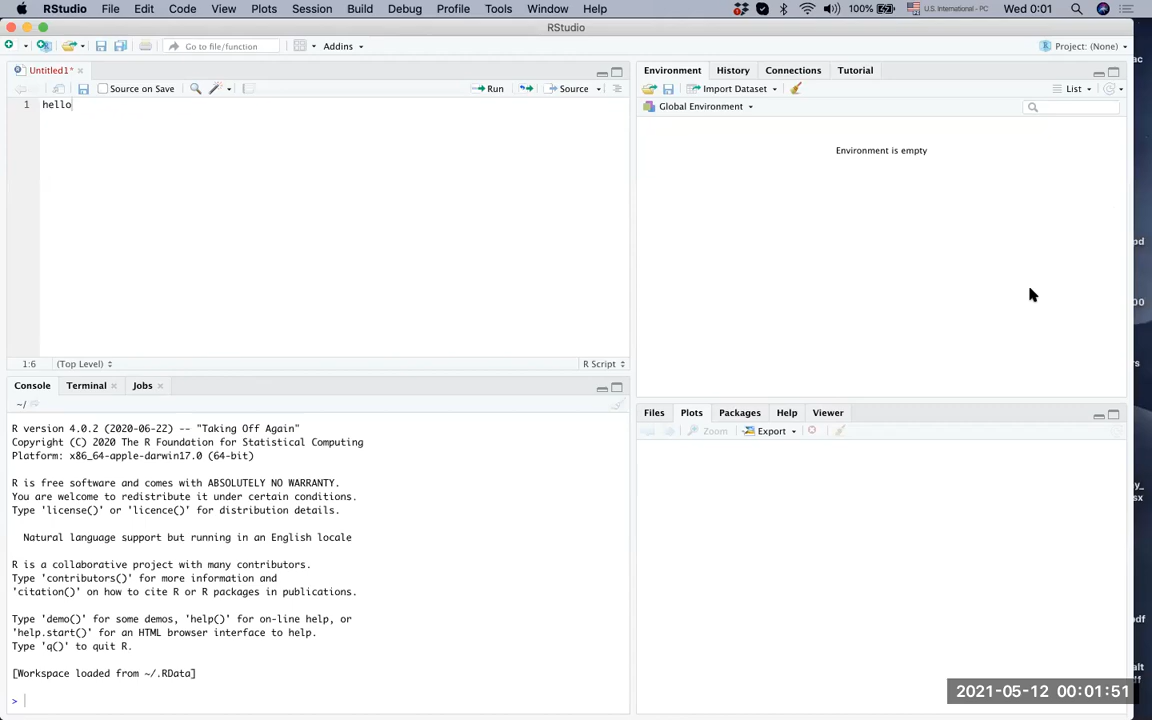 RStudio File Edit Code View Plots Session Build Debug Profile Tools Window Help 100% U.S. International - PC Wed 0:01
RStudio
Go to file/function Addins Project: (None)
Untitled1*
Source on Save Run Source
1 hello
1:6 (Top Level) R Script
Console Terminal Jobs
~/
R version 4.0.2 (2020-06-22) -- "Taking Off Again"
Copyright (C) 2020 The R Foundation for Statistical Computing
Platform: x86_64-apple-darwin17.0 (64-bit)
R is free software and comes with ABSOLUTELY NO WARRANTY.
You are welcome to redistribute it under certain conditions.
Type 'license()' or 'licence()' for distribution details.
Natural language support but running in an English locale
R is a collaborative project with many contributors.
Type 'contributors()' for more information and
'citation()' on how to cite R or R packages in publications.
Type 'demo()' for some demos, 'help()' for on-line help, or
'help.start()' for an HTML browser interface to help.
Type 'q()' to quit R.
[Workspace loaded from ~/.RData]
>
Environment History Connections Tutorial
Import Dataset List
Global Environment
Environment is empty
Files Plots Packages Help Viewer
Zoom Export
ac
pd
00
rs
y_
sx
pdf
alt
ff
2021-05-12 00:01:51